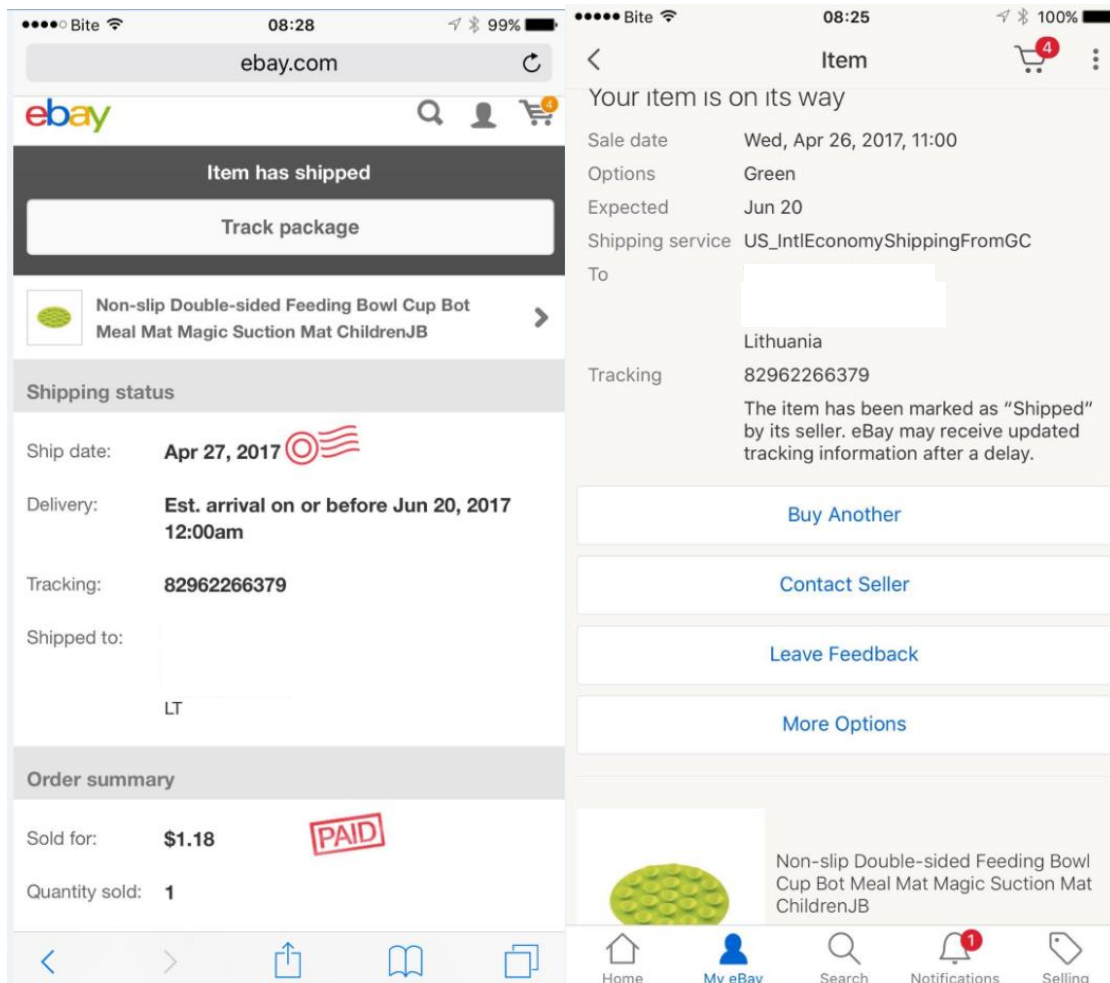 Bite 08:28 99%
ebay.com
ebay 4
Item has shipped
Track package
Non-slip Double-sided Feeding Bowl Cup Bot
Meal Mat Magic Suction Mat ChildrenJB
Shipping status
Ship date: Apr 27, 2017
Delivery: Est. arrival on or before Jun 20, 2017
12:00am
Tracking: 82962266379
Shipped to:
LT
Order summary
Sold for: $1.18 PAID
Quantity sold: 1
Bite 08:25 100%
Item 4
Your item is on its way
Sale date Wed, Apr 26, 2017, 11:00
Options Green
Expected Jun 20
Shipping service US_IntlEconomyShippingFromGC
To
Lithuania
Tracking 82962266379
The item has been marked as “Shipped”
by its seller. eBay may receive updated
tracking information after a delay.
Buy Another
Contact Seller
Leave Feedback
More Options
Non-slip Double-sided Feeding Bowl
Cup Bot Meal Mat Magic Suction Mat
ChildrenJB
1
Home My eBay Search Notifications Selling